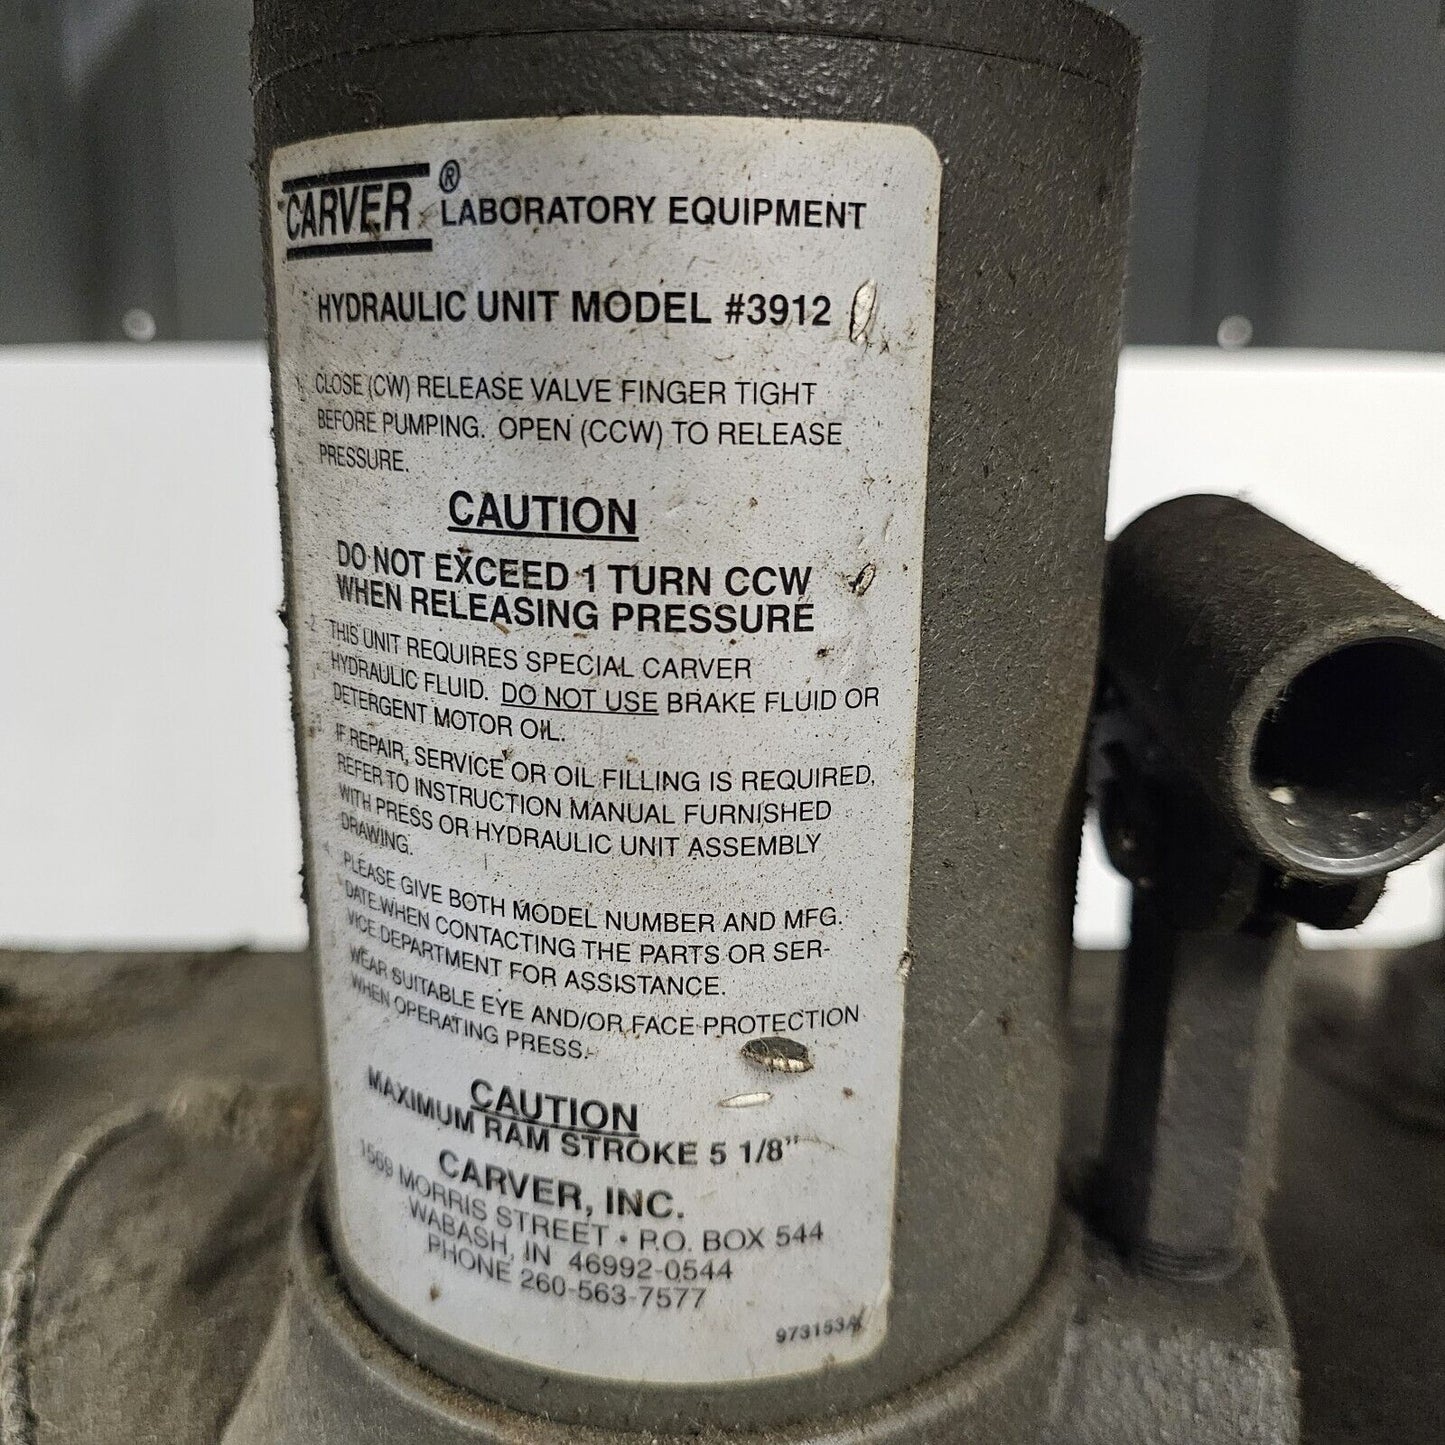 CARVER® LABORATORY EQUIPMENT
HYDRAULIC UNIT MODEL #3912
1. CLOSE (CW) RELEASE VALVE FINGER TIGHT
BEFORE PUMPING. OPEN (CCW) TO RELEASE
PRESSURE.
CAUTION
DO NOT EXCEED 1 TURN CCW
WHEN RELEASING PRESSURE
2. THIS UNIT REQUIRES SPECIAL CARVER
HYDRAULIC FLUID. DO NOT USE BRAKE FLUID OR
DETERGENT MOTOR OIL.
3. IF REPAIR, SERVICE OR OIL FILLING IS REQUIRED,
REFER TO INSTRUCTION MANUAL FURNISHED
WITH PRESS OR HYDRAULIC UNIT ASSEMBLY
DRAWING.
4. PLEASE GIVE BOTH MODEL NUMBER AND MFG.
DATE WHEN CONTACTING THE PARTS OR SER-
VICE DEPARTMENT FOR ASSISTANCE.
WEAR SUITABLE EYE AND/OR FACE PROTECTION
WHEN OPERATING PRESS.
CAUTION
MAXIMUM RAM STROKE 5 1/8"
CARVER, INC.
1569 MORRIS STREET • P.O. BOX 544
WABASH, IN 46992-0544
PHONE 260-563-7577